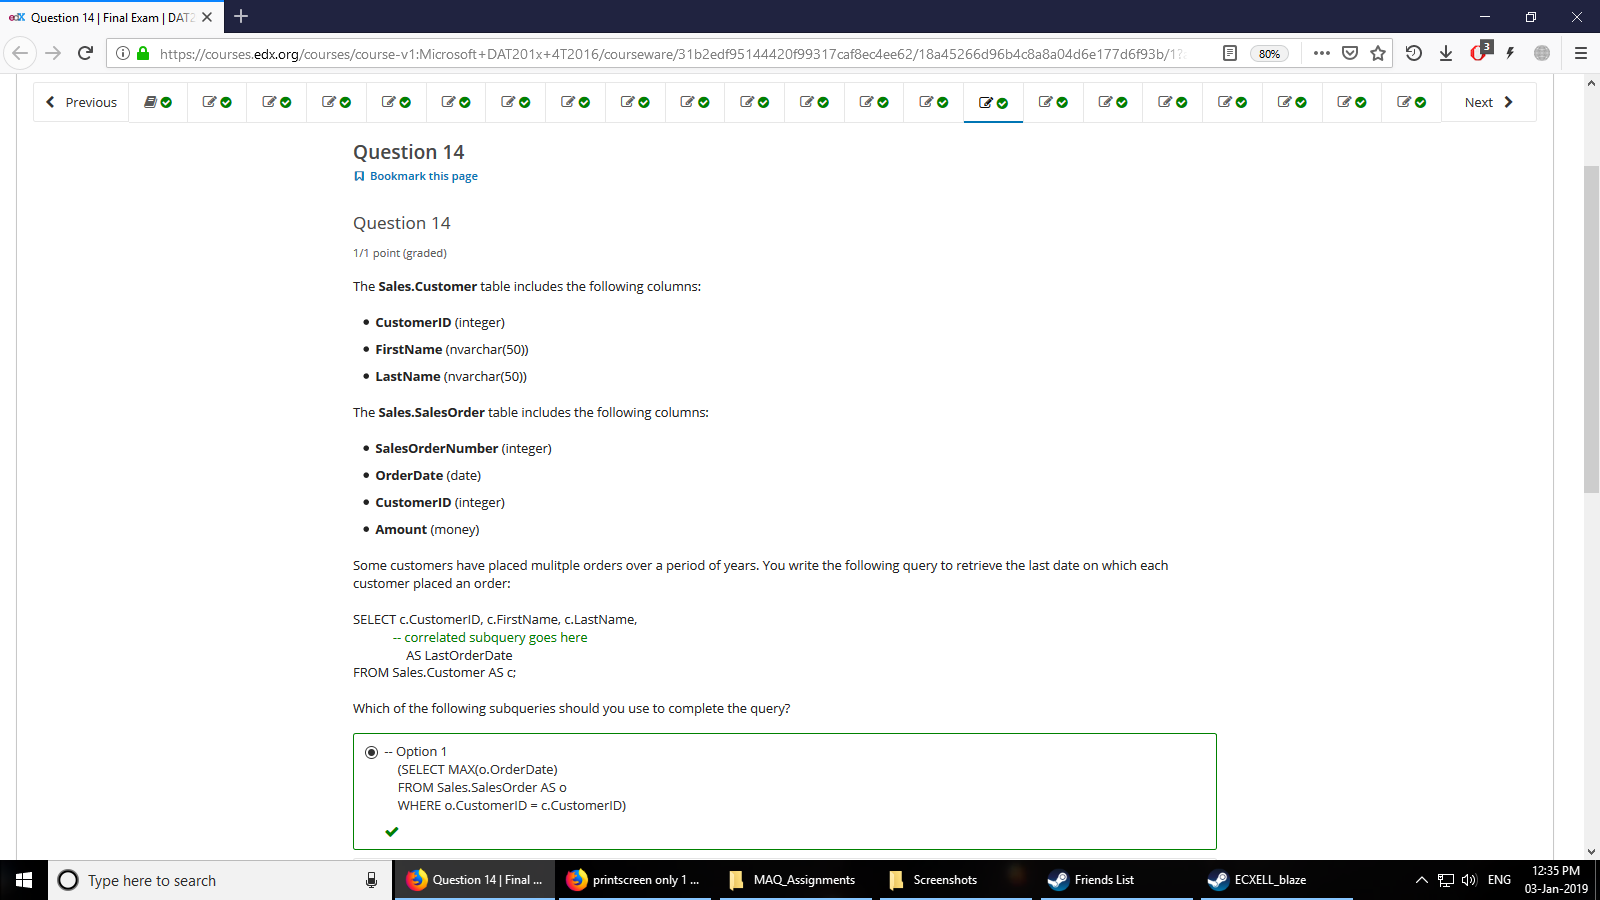 edX Question 14 | Final Exam | DAT2
https://courses.edx.org/courses/course-v1:Microsoft+DAT201x+4T2016/courseware/31b2edf95144420f99317caf8ec4ee62/18a45266d96b4c8a8a04d6e177d6f93b/1?
80%
3
Previous
Next
Question 14
Bookmark this page
Question 14
1/1 point (graded)
The Sales.Customer table includes the following columns:
• CustomerID (integer)
• FirstName (nvarchar(50))
• LastName (nvarchar(50))
The Sales.SalesOrder table includes the following columns:
• SalesOrderNumber (integer)
• OrderDate (date)
• CustomerID (integer)
• Amount (money)
Some customers have placed mulitple orders over a period of years. You write the following query to retrieve the last date on which each
customer placed an order:
SELECT c.CustomerID, c.FirstName, c.LastName,
-- correlated subquery goes here
AS LastOrderDate
FROM Sales.Customer AS c;
Which of the following subqueries should you use to complete the query?
-- Option 1
(SELECT MAX(o.OrderDate)
FROM Sales.SalesOrder AS o
WHERE o.CustomerID = c.CustomerID)
Type here to search
Question 14 | Final ...
printscreen only 1 ...
MAQ_Assignments
Screenshots
Friends List
ECXELL_blaze
ENG
12:35 PM
03-Jan-2019